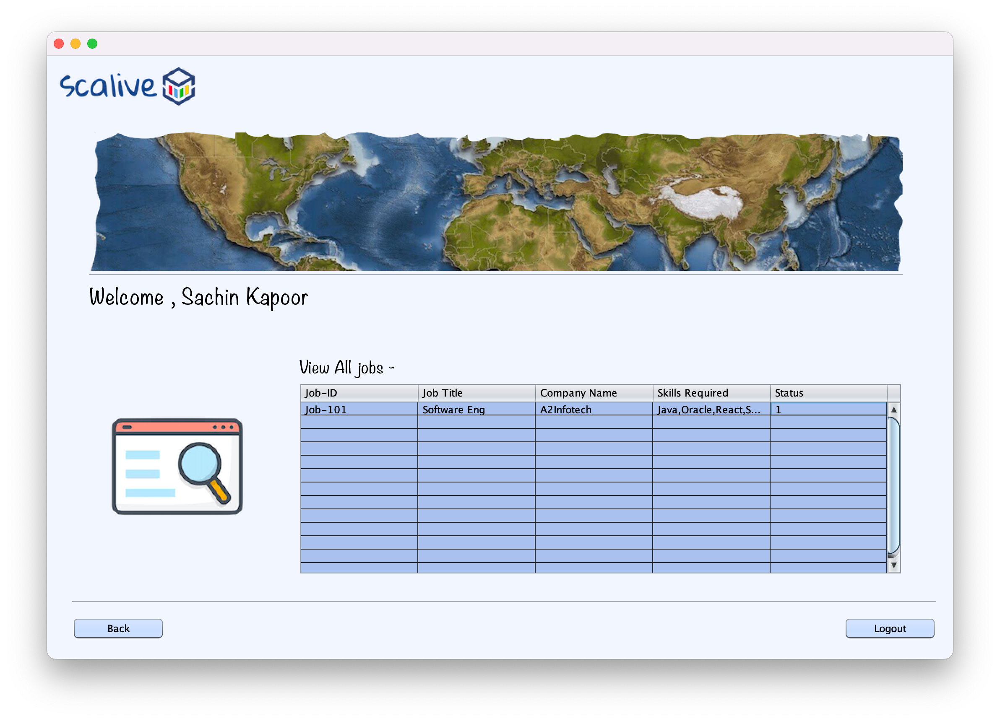 scalive
Welcome , Sachin Kapoor
View All jobs -
Job-ID Job Title Company Name Skills Required Status
Job-101 Software Eng A2Infotech Java,Oracle,React,S... 1
Back Logout